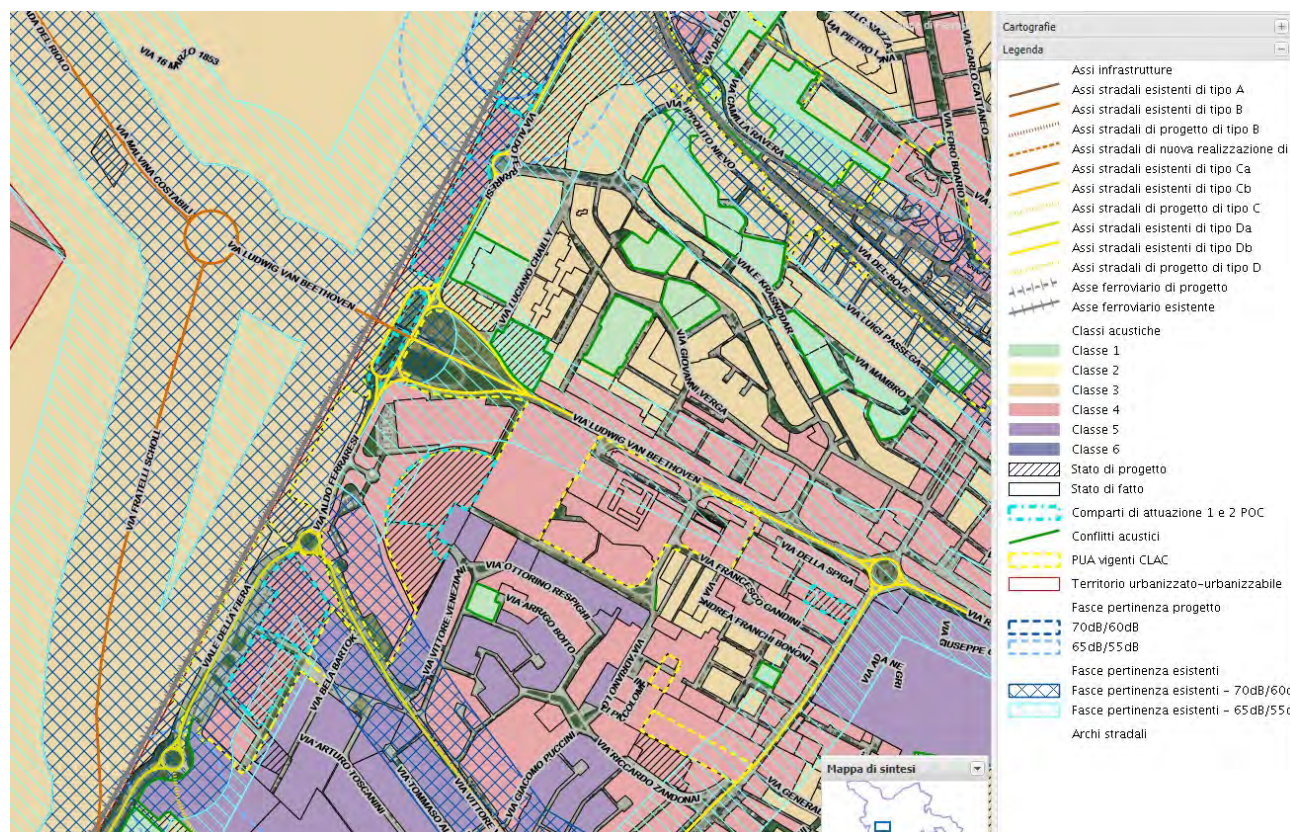 VIA 16 MARZO 1853
VIA MALVINA COSTABILI
VIA LUDWIG VAN BEETHOVEN
VIA FRATELLI SCHIOLI
VIA ALDO FERRARESI
VIA LUCIANO CHAILLY
VIA IPPOLITO NIEVO
VIA CAMILLA RAVERA
VIA FORO BOARIO
VIA CARLO CATTANEO
VIA DEL BOVE
VIALE KRASNODAR
VIA LUIGI PASSEGA
VIA MAMBRO
VIA GIOVANNI VERGA
VIA LUDWIG VAN BEETHOVEN
VIA ALDO FERRARESI
VIALE DELLA FIERA
VIA BELA BARTOK
VIA VITTORE VENEZIANI
VIA OTTORINO RESPIGHI
VIA ARRIGO BOITO
VIA DELLA SPIGA
VIA FRANCESCO GANDINI
ANDREA FRANCHI BONONI
VIA ADA NEGRI
VIA ARTURO TOSCANINI
VIA GIACOMO PUCCINI
VIA RICCARDO ZANDONAI
Mappa di sintesi
Cartografie
Legenda
Assi infrastrutture
Assi stradali esistenti di tipo A
Assi stradali esistenti di tipo B
Assi stradali di progetto di tipo B
Assi stradali di nuova realizzazione di
Assi stradali esistenti di tipo Ca
Assi stradali esistenti di tipo Cb
Assi stradali di progetto di tipo C
Assi stradali esistenti di tipo Da
Assi stradali esistenti di tipo Db
Assi stradali di progetto di tipo D
Asse ferroviario di progetto
Asse ferroviario esistente
Classi acustiche
Classe 1
Classe 2
Classe 3
Classe 4
Classe 5
Classe 6
Stato di progetto
Stato di fatto
Comparti di attuazione 1 e 2 POC
Conflitti acustici
PUA vigenti CLAC
Territorio urbanizzato-urbanizzabile
Fasce pertinenza progetto
70dB/60dB
65dB/55dB
Fasce pertinenza esistenti
Fasce pertinenza esistenti - 70dB/60d
Fasce pertinenza esistenti - 65dB/55d
Archi stradali